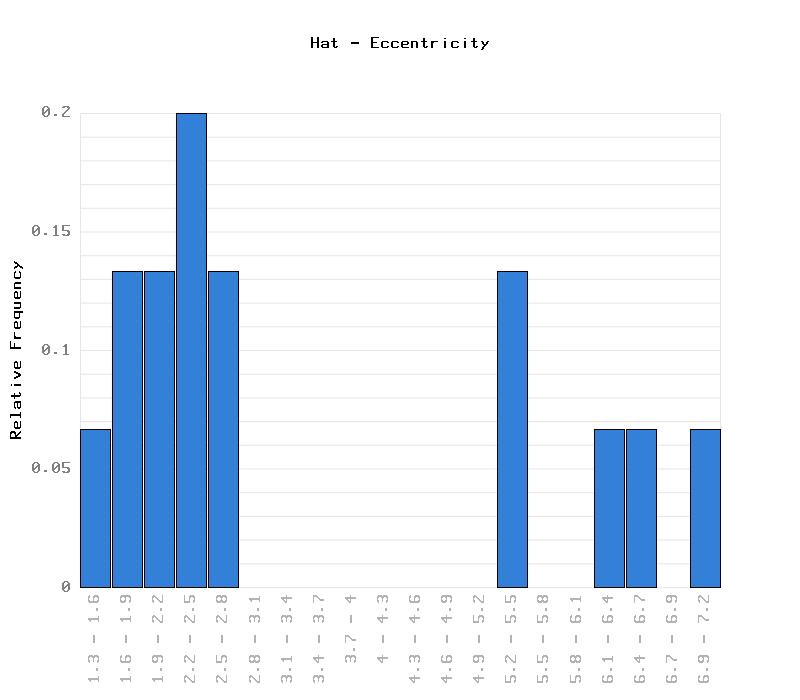 Hat - Eccentricity
Relative Frequency
0.2
0.15
0.1
0.05
0
1.3 - 1.6
1.6 - 1.9
1.9 - 2.2
2.2 - 2.5
2.5 - 2.8
2.8 - 3.1
3.1 - 3.4
3.4 - 3.7
3.7 - 4
4 - 4.3
4.3 - 4.6
4.6 - 4.9
4.9 - 5.2
5.2 - 5.5
5.5 - 5.8
5.8 - 6.1
6.1 - 6.4
6.4 - 6.7
6.7 - 6.9
6.9 - 7.2